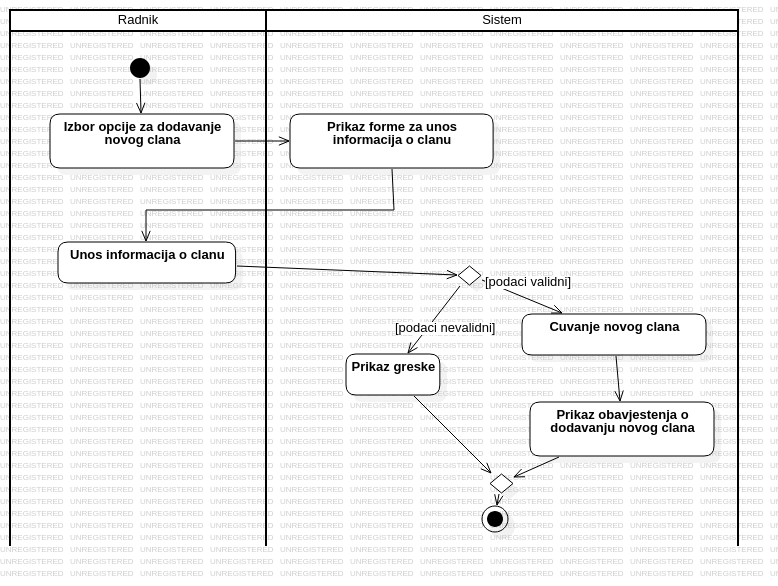 Radnik
Sistem
Izbor opcije za dodavanje
novog clana
Prikaz forme za unos
informacija o clanu
Unos informacija o clanu
[podaci validni]
[podaci nevalidni]
Cuvanje novog clana
Prikaz greske
Prikaz obavjestenja o
dodavanju novog clana
UNREGISTERED